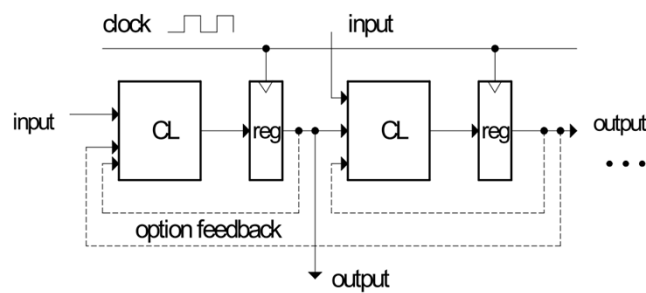 clock
input
input
CL
reg
CL
reg
output
option feedback
output